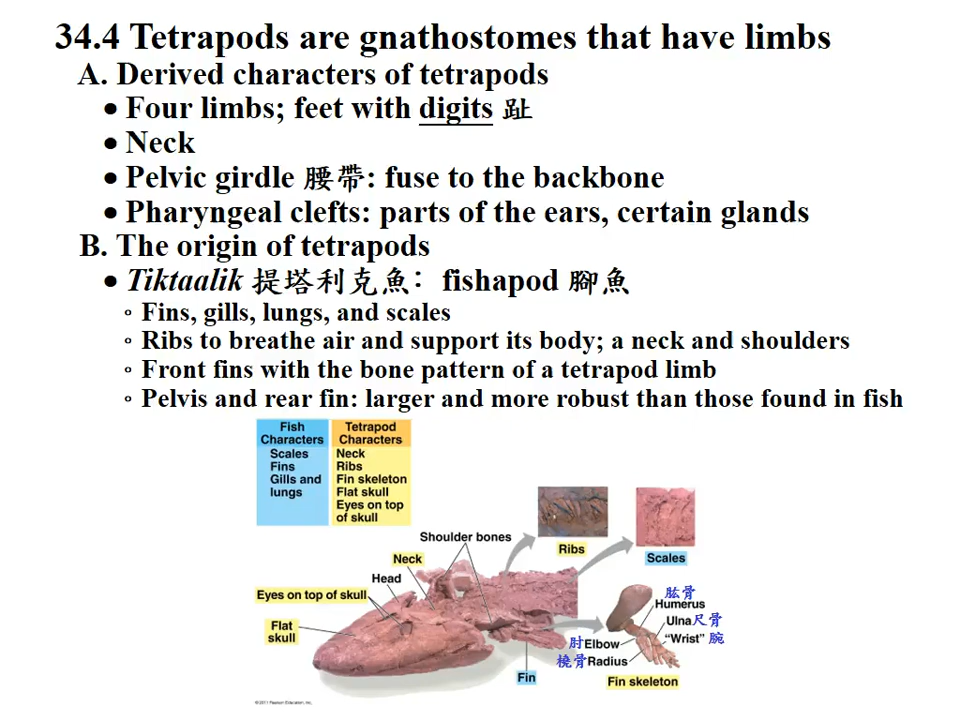 34.4 Tetrapods are gnathostomes that have limbs
A. Derived characters of tetrapods
• Four limbs; feet with digits 趾
• Neck
• Pelvic girdle 腰帶: fuse to the backbone
• Pharyngeal clefts: parts of the ears, certain glands
B. The origin of tetrapods
• Tiktaalik 提塔利克魚: fishapod 腳魚
◦ Fins, gills, lungs, and scales
◦ Ribs to breathe air and support its body; a neck and shoulders
◦ Front fins with the bone pattern of a tetrapod limb
◦ Pelvis and rear fin: larger and more robust than those found in fish
Fish
Characters
Scales
Fins
Gills and
lungs
Tetrapod
Characters
Neck
Ribs
Fin skeleton
Flat skull
Eyes on top
of skull
Shoulder bones
Ribs
Scales
Neck
Head
Eyes on top of skull
Flat
skull
肱骨
Humerus
Ulna尺骨
"Wrist" 腕
肘Elbow
橈骨Radius
Fin
Fin skeleton
©2011 Pearson Education, Inc.